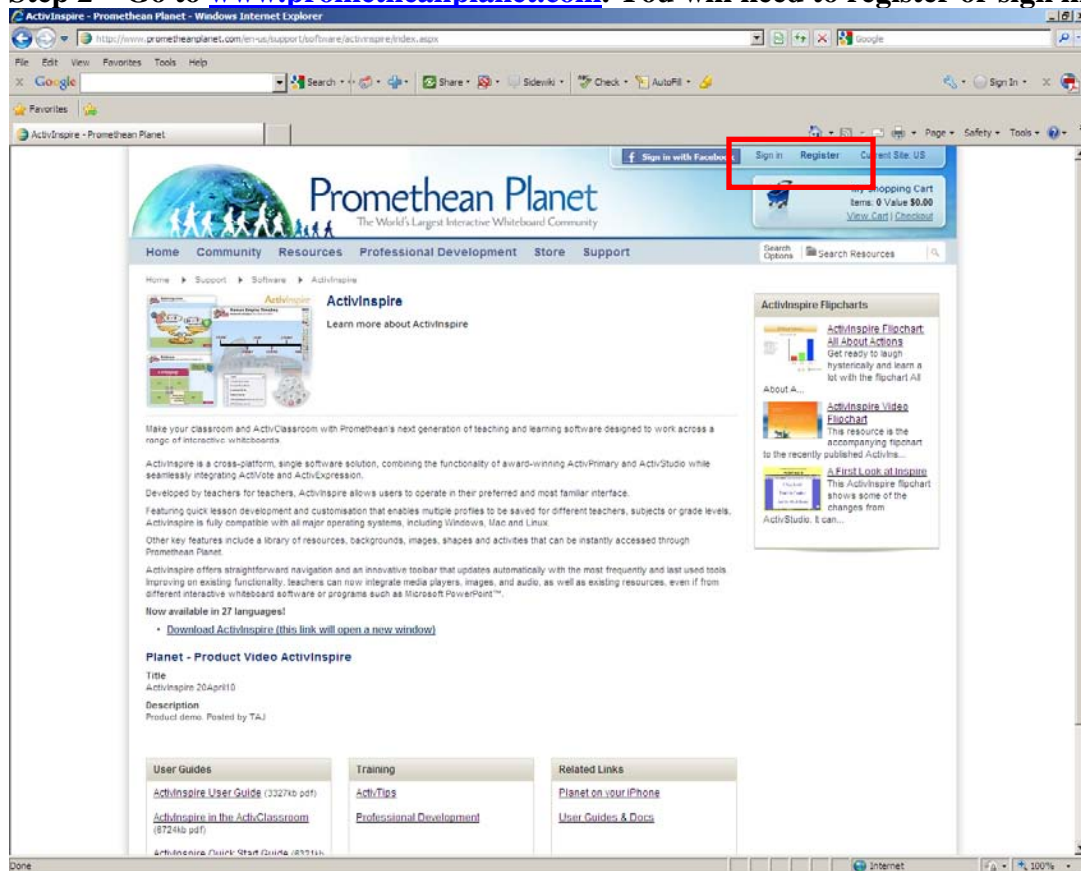 Step 2 – Go to www.prometheanplanet.com. You will need to register or sign in
ActivInspire - Promethean Planet - Windows Internet Explorer
http://www.prometheanplanet.com/en-us/support/software/activinspire/index.aspx
Google
File Edit View Favorites Tools Help
x Google Search Share Sidewiki Check AutoFill Sign In x
Favorites
ActivInspire - Promethean Planet
Page Safety Tools
Sign in with Facebook Sign in Register Current Site: US
Promethean Planet
The World's Largest Interactive Whiteboard Community
My Shopping Cart
Items: 0 Value $0.00
View Cart | Checkout
Home Community Resources Professional Development Store Support
Search Options Search Resources
Home Support Software ActivInspire
ActivInspire
ActivInspire
Learn more about ActivInspire
Make your classroom and ActivClassroom with Promethean's next generation of teaching and learning software designed to work across a
range of interactive whiteboards.
ActivInspire is a cross-platform, single software solution, combining the functionality of award-winning ActivPrimary and ActivStudio while
seamlessly integrating ActiVote and ActivExpression.
Developed by teachers for teachers, ActivInspire allows users to operate in their preferred and most familiar interface.
Featuring quick lesson development and customisation that enables multiple profiles to be saved for different teachers, subjects or grade levels,
ActivInspire is fully compatible with all major operating systems, including Windows, Mac and Linux.
Other key features include a library of resources, backgrounds, images, shapes and activities that can be instantly accessed through
Promethean Planet.
ActivInspire offers straightforward navigation and an innovative toolbar that updates automatically with the most frequently and last used tools.
Improving on existing functionality, teachers can now integrate media players, images, and audio, as well as existing resources, even if from
different interactive whiteboard software or programs such as Microsoft PowerPoint™.
Now available in 27 languages!
• Download ActivInspire (this link will open a new window)
Planet - Product Video ActivInspire
Title
ActivInspire 20April10
Description
Product demo. Posted by TAJ
ActivInspire Flipcharts
ActivInspire Flipchart:
All About Actions
Get ready to laugh
hysterically and learn a
lot with the flipchart All
About A...
ActivInspire Video
Flipchart
This resource is the
accompanying flipchart
to the recently published ActivIns...
A First Look at Inspire
This ActivInspire flipchart
shows some of the
changes from
ActivStudio. It can...
User Guides
ActivInspire User Guide (3327kb pdf)
ActivInspire in the ActivClassroom
(8724kb pdf)
ActivInspire Quick Start Guide (6321kb
Training
ActivTips
Professional Development
Related Links
Planet on your iPhone
User Guides & Docs
Done Internet 100%